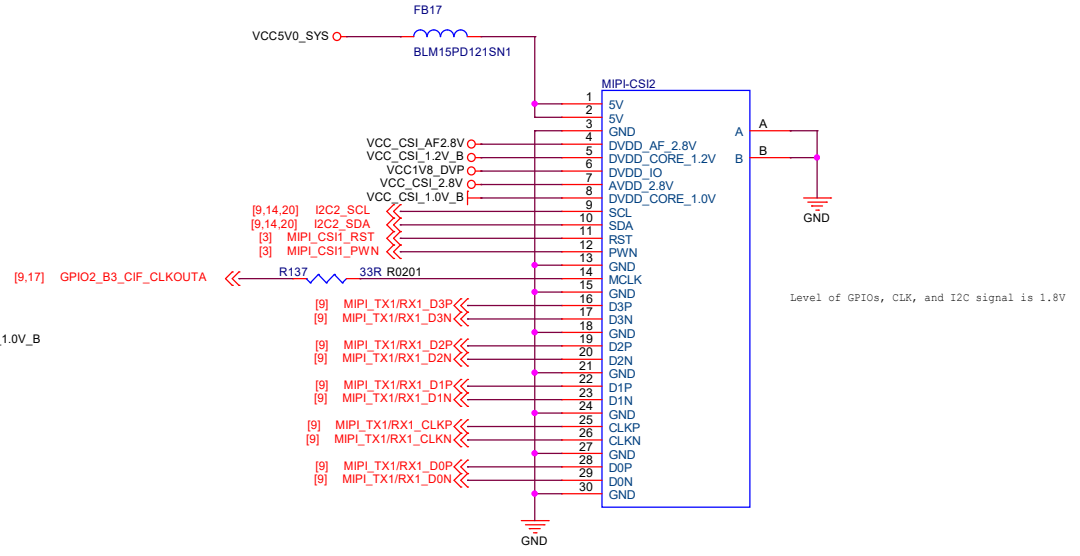 FB17
VCC5V0_SYS
BLM15PD121SN1
MIPI-CSI2
1 5V
2 5V
3 GND
VCC_CSI_AF2.8V 4 DVDD_AF_2.8V
VCC_CSI_1.2V_B 5 DVDD_CORE_1.2V
VCC1V8_DVP 6 DVDD_IO
VCC_CSI_2.8V 7 AVDD_2.8V
VCC_CSI_1.0V_B 8 DVDD_CORE_1.0V
[9,14,20] I2C2_SCL 9 SCL
[9,14,20] I2C2_SDA 10 SDA
[3] MIPI_CSI1_RST 11 RST
[3] MIPI_CSI1_PWN 12 PWN
13 GND
[9,17] GPIO2_B3_CIF_CLKOUTA R137 33R R0201 14 MCLK
15 GND
[9] MIPI_TX1/RX1_D3P 16 D3P
[9] MIPI_TX1/RX1_D3N 17 D3N
18 GND
[9] MIPI_TX1/RX1_D2P 19 D2P
[9] MIPI_TX1/RX1_D2N 20 D2N
21 GND
[9] MIPI_TX1/RX1_D1P 22 D1P
[9] MIPI_TX1/RX1_D1N 23 D1N
24 GND
[9] MIPI_TX1/RX1_CLKP 25 CLKP
[9] MIPI_TX1/RX1_CLKN 26 CLKN
27 GND
[9] MIPI_TX1/RX1_D0P 28 D0P
[9] MIPI_TX1/RX1_D0N 29 D0N
30 GND
GND
A A
B B
GND
Level of GPIOs, CLK, and I2C signal is 1.8V
1.0V_B